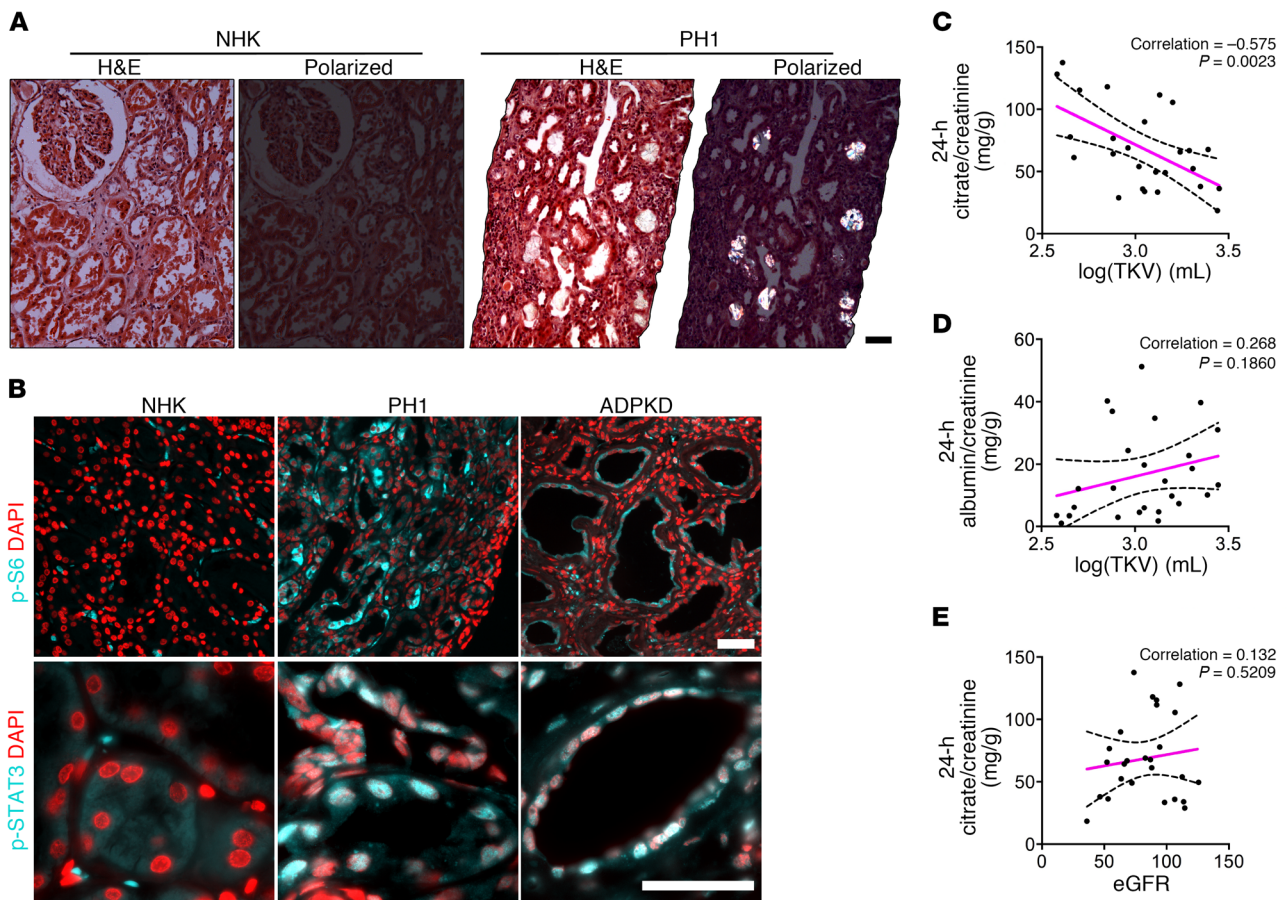 A
NHK
PH1
H&E
Polarized
H&E
Polarized
B
NHK
PH1
ADPKD
p-S6 DAPI
p-STAT3 DAPI
C
Correlation = –0.575
P = 0.0023
24-h
citrate/creatinine
(mg/g)
150
100
50
0
2.5
3.0
3.5
log(TKV) (mL)
D
Correlation = 0.268
P = 0.1860
24-h
albumin/creatinine
(mg/g)
60
40
20
0
2.5
3.0
3.5
log(TKV) (mL)
E
Correlation = 0.132
P = 0.5209
24-h
citrate/creatinine
(mg/g)
150
100
50
0
0
50
100
150
eGFR